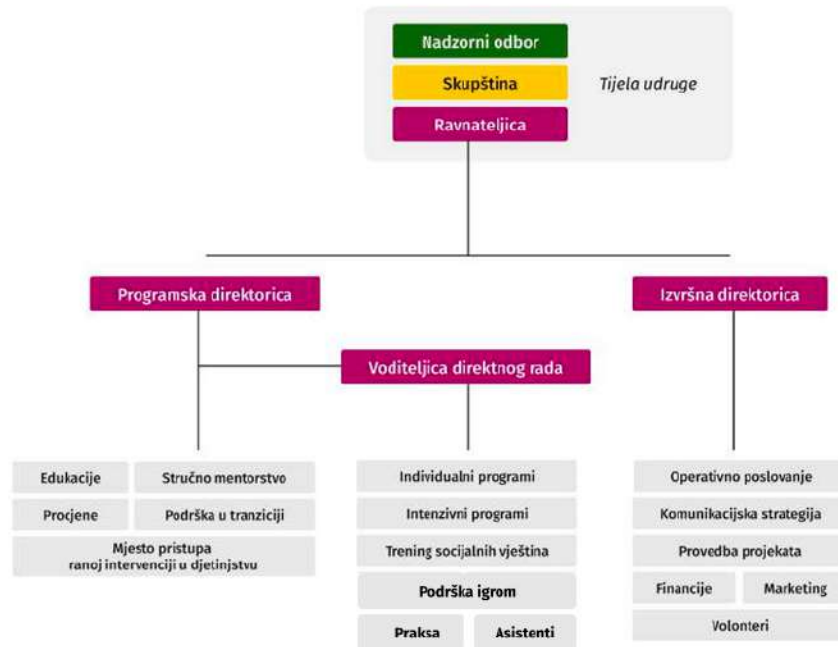 Nadzorni odbor
Skupština
Tijela udruge
Ravnateljica
Programska direktorica
Izvršna direktorica
Voditeljica direktnog rada
Edukacije
Stručno mentorstvo
Procjene
Podrška u tranziciji
Mjesto pristupa
ranoj intervenciji u djetinjstvu
Individualni programi
Intenzivni programi
Trening socijalnih vještina
Podrška igrom
Praksa
Asistenti
Operativno poslovanje
Komunikacijska strategija
Provedba projekata
Financije
Marketing
Volonteri